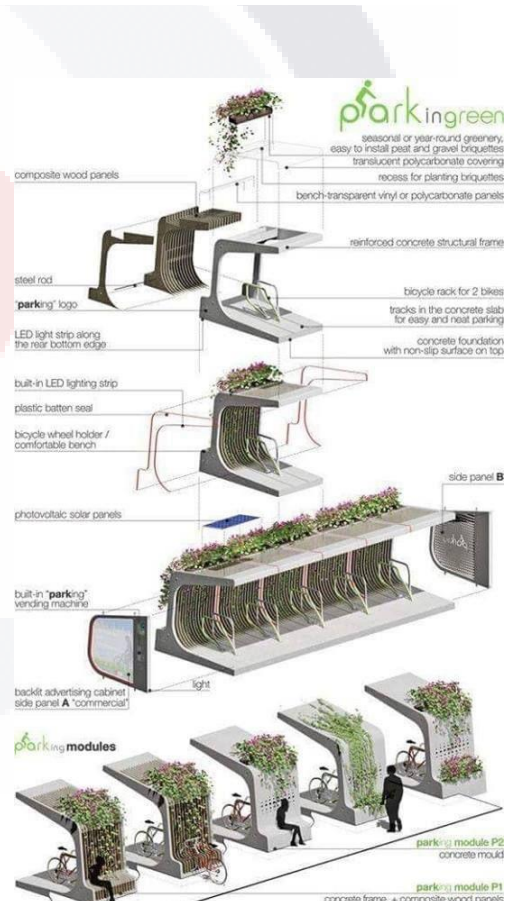 parkingreen
seasonal or year-round greenery,
easy to install peat and gravel briquettes
translucent polycarbonate covering
composite wood panels
recess for planting briquettes
bench-transparent vinyl or polycarbonate panels
reinforced concrete structural frame
steel rod
"parking" logo
bicycle rack for 2 bikes
tracks in the concrete slab
for easy and neat parking
LED light strip along
the rear bottom edge
concrete foundation
with non-slip surface on top
built-in LED lighting strip
plastic batten seal
bicycle wheel holder /
comfortable bench
side panel B
photovoltaic solar panels
built-in "parking"
vending machine
light
backlit advertising cabinet
side panel A "commercial"
parking modules
parking module P2
concrete mould
parking module P1
concrete frame + composite wood panels